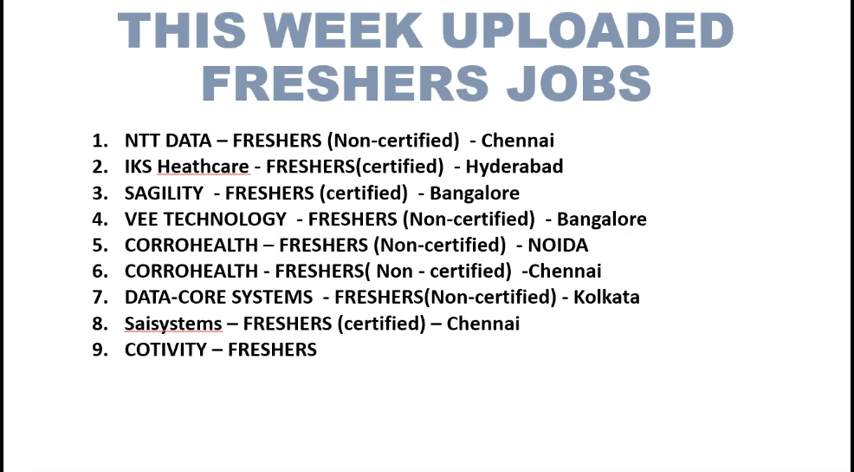 THIS WEEK UPLOADED
FRESHERS JOBS
1. NTT DATA – FRESHERS (Non-certified) - Chennai
2. IKS Heathcare - FRESHERS(certified) - Hyderabad
3. SAGILITY - FRESHERS (certified) - Bangalore
4. VEE TECHNOLOGY - FRESHERS (Non-certified) - Bangalore
5. CORROHEALTH – FRESHERS (Non-certified) - NOIDA
6. CORROHEALTH - FRESHERS( Non - certified) -Chennai
7. DATA-CORE SYSTEMS - FRESHERS(Non-certified) - Kolkata
8. Saisystems – FRESHERS (certified) – Chennai
9. COTIVITY – FRESHERS